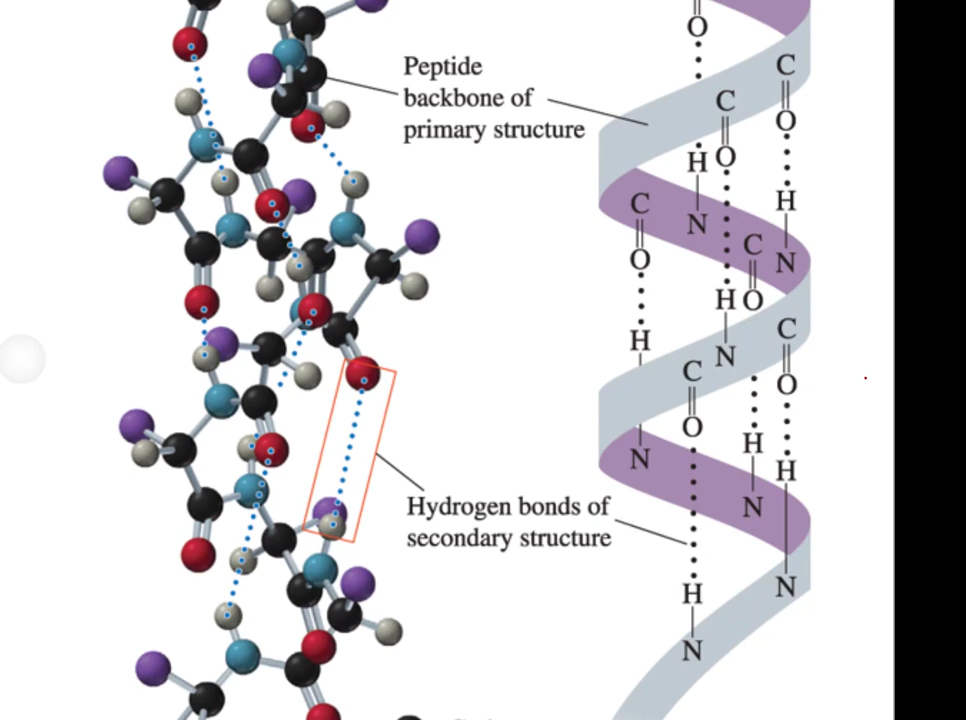 Peptide
backbone of
primary structure
Hydrogen bonds of
secondary structure
O
C
C
O
O
H
H
C
N
O
C
N
H
O
H
C
H
N
C
O
O
H
N
H
N
H
N
N